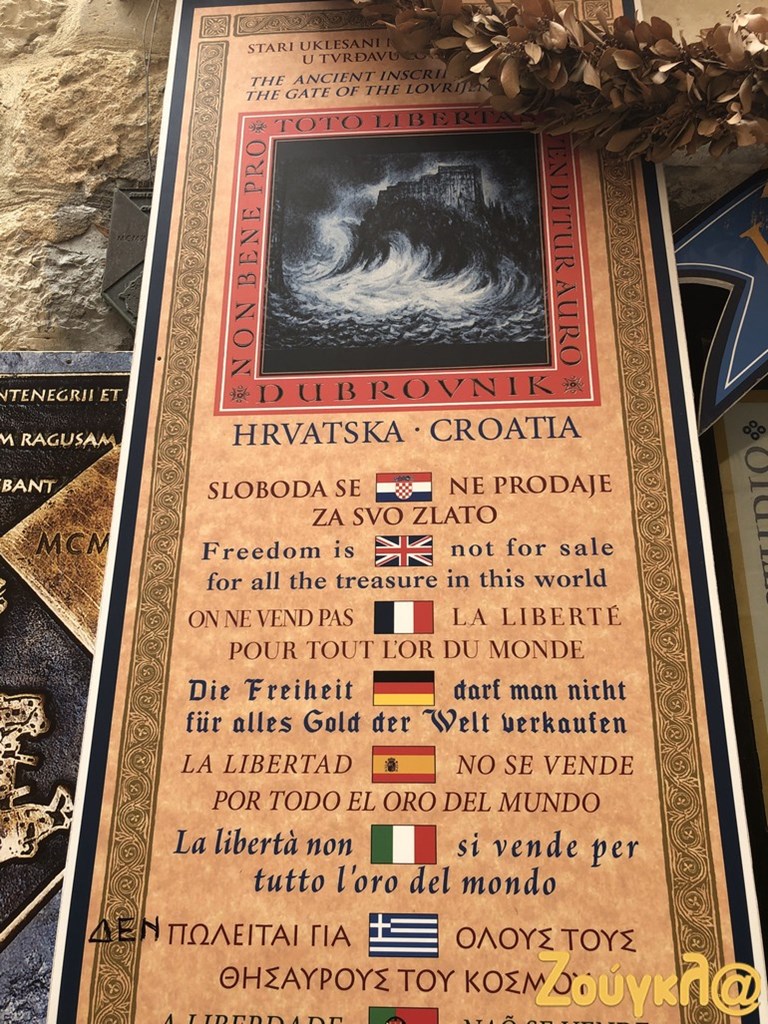 STARI UKLESANI
U TVRĐAVU
THE ANCIENT
THE GATE OF THE
NON BENE PRO TOTO LIBERTAS VENDITUR AURO
DUBROVNIK
HRVATSKA · CROATIA
SLOBODA SE NE PRODAJE
ZA SVO ZLATO
Freedom is not for sale
for all the treasure in this world
ON NE VEND PAS LA LIBERTÉ
POUR TOUT L'OR DU MONDE
Die Freiheit darf man nicht
für alles Gold der Welt verkaufen
LA LIBERTAD NO SE VENDE
POR TODO EL ORO DEL MUNDO
La libertà non si vende per
tutto l'oro del mondo
ΔΕΝ ΠΩΛΕΙΤΑΙ ΓΙΑ ΟΛΟΥΣ ΤΟΥΣ
ΘΗΣΑΥΡΟΥΣ ΤΟΥ ΚΟΣΜΟΥ
A LIBERDADE NAÕ SE VENDE
NTENEGRII ET
M RAGUSAM
BANT
MCM
Ζούγκλ@